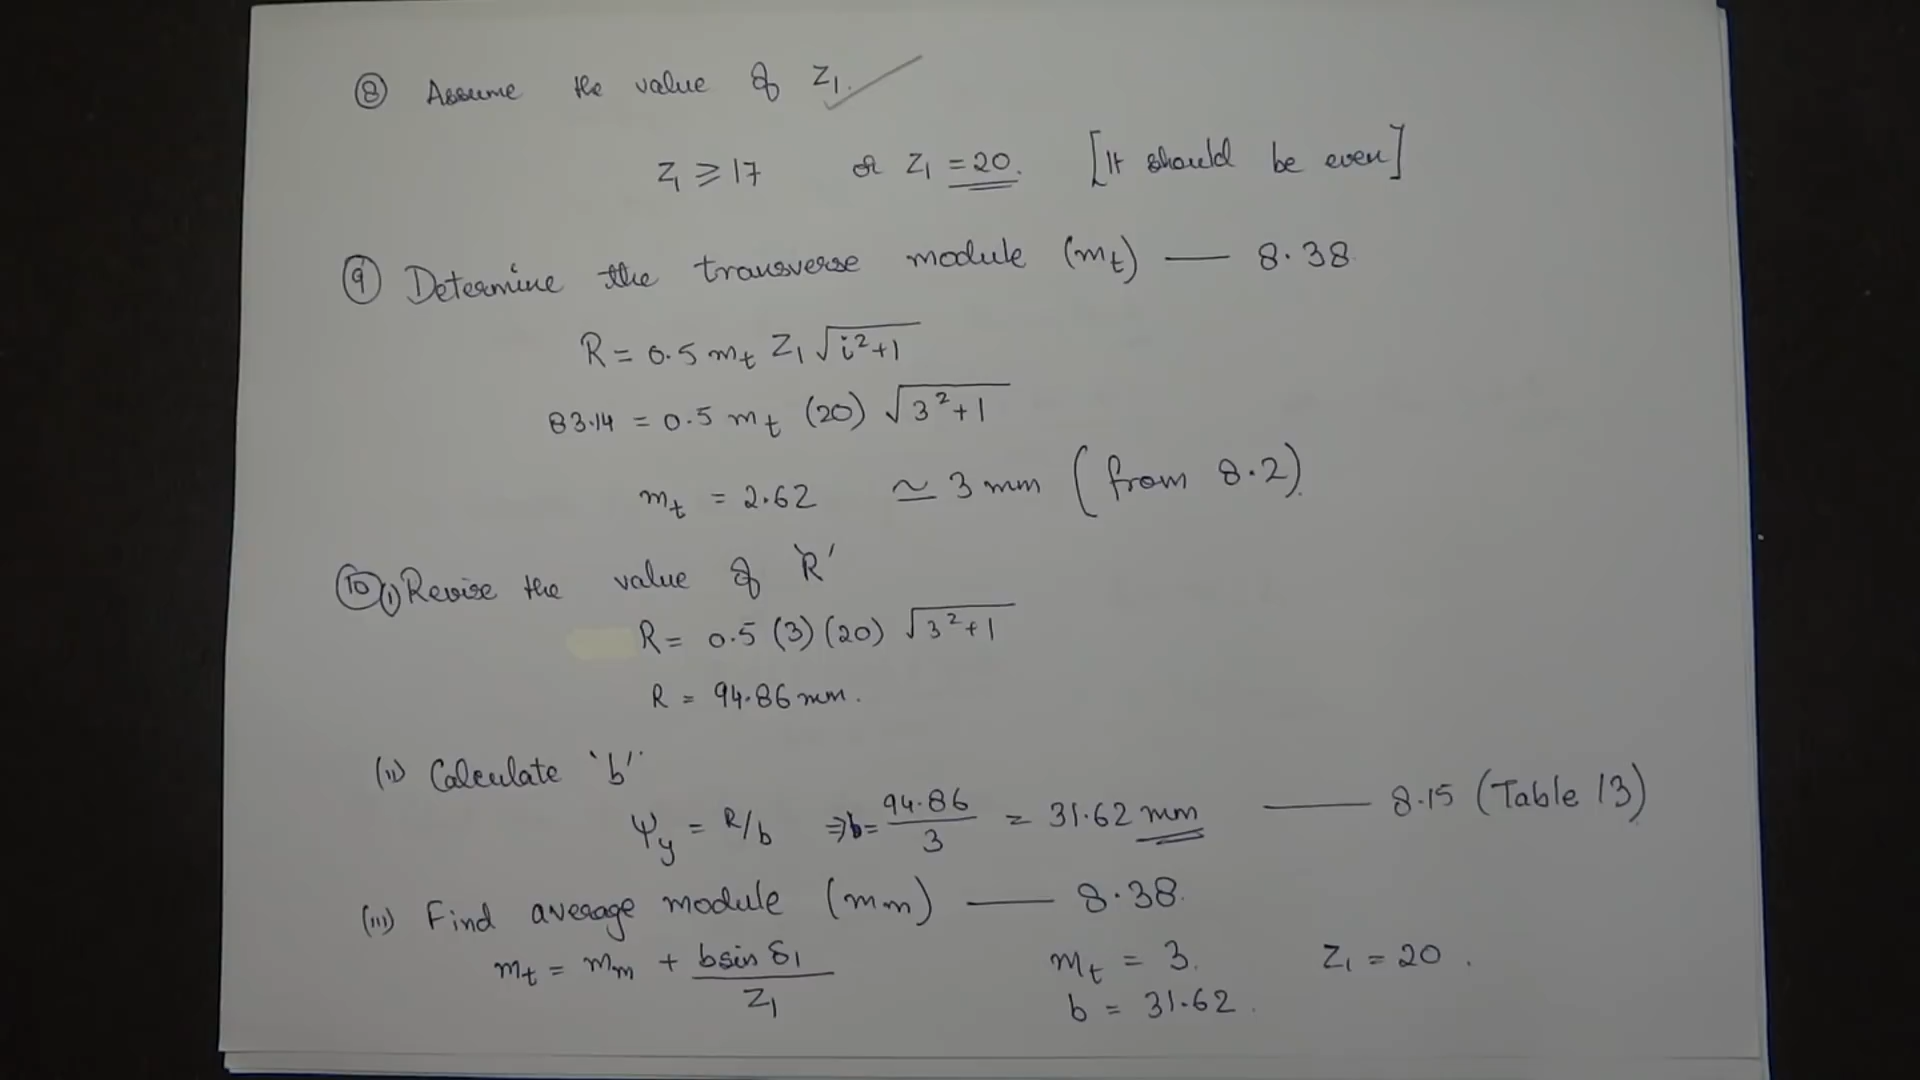 ⑧ Assume the value of Z₁.
Z₁ ≥ 17 or Z₁ = 20. [It should be even]
⑨ Determine the transverse module (mₜ) — 8.38.
R = 0.5 mₜ Z₁ √(i²+1)
83.14 = 0.5 mₜ (20) √(3²+1)
mₜ = 2.62 ≃ 3 mm (from 8.2).
⑩ i) Revise the value of 'R'
R = 0.5 (3) (20) √(3²+1)
R = 94.86 mm.
(ii) Calculate 'b'
Ψy = R/b ⇒ b = 94.86/3 = 31.62 mm — 8.15 (Table 13)
(iii) Find average module (mm) — 8.38.
mₜ = mm + b sin δ₁/Z₁ mₜ = 3. Z₁ = 20.
b = 31.62.